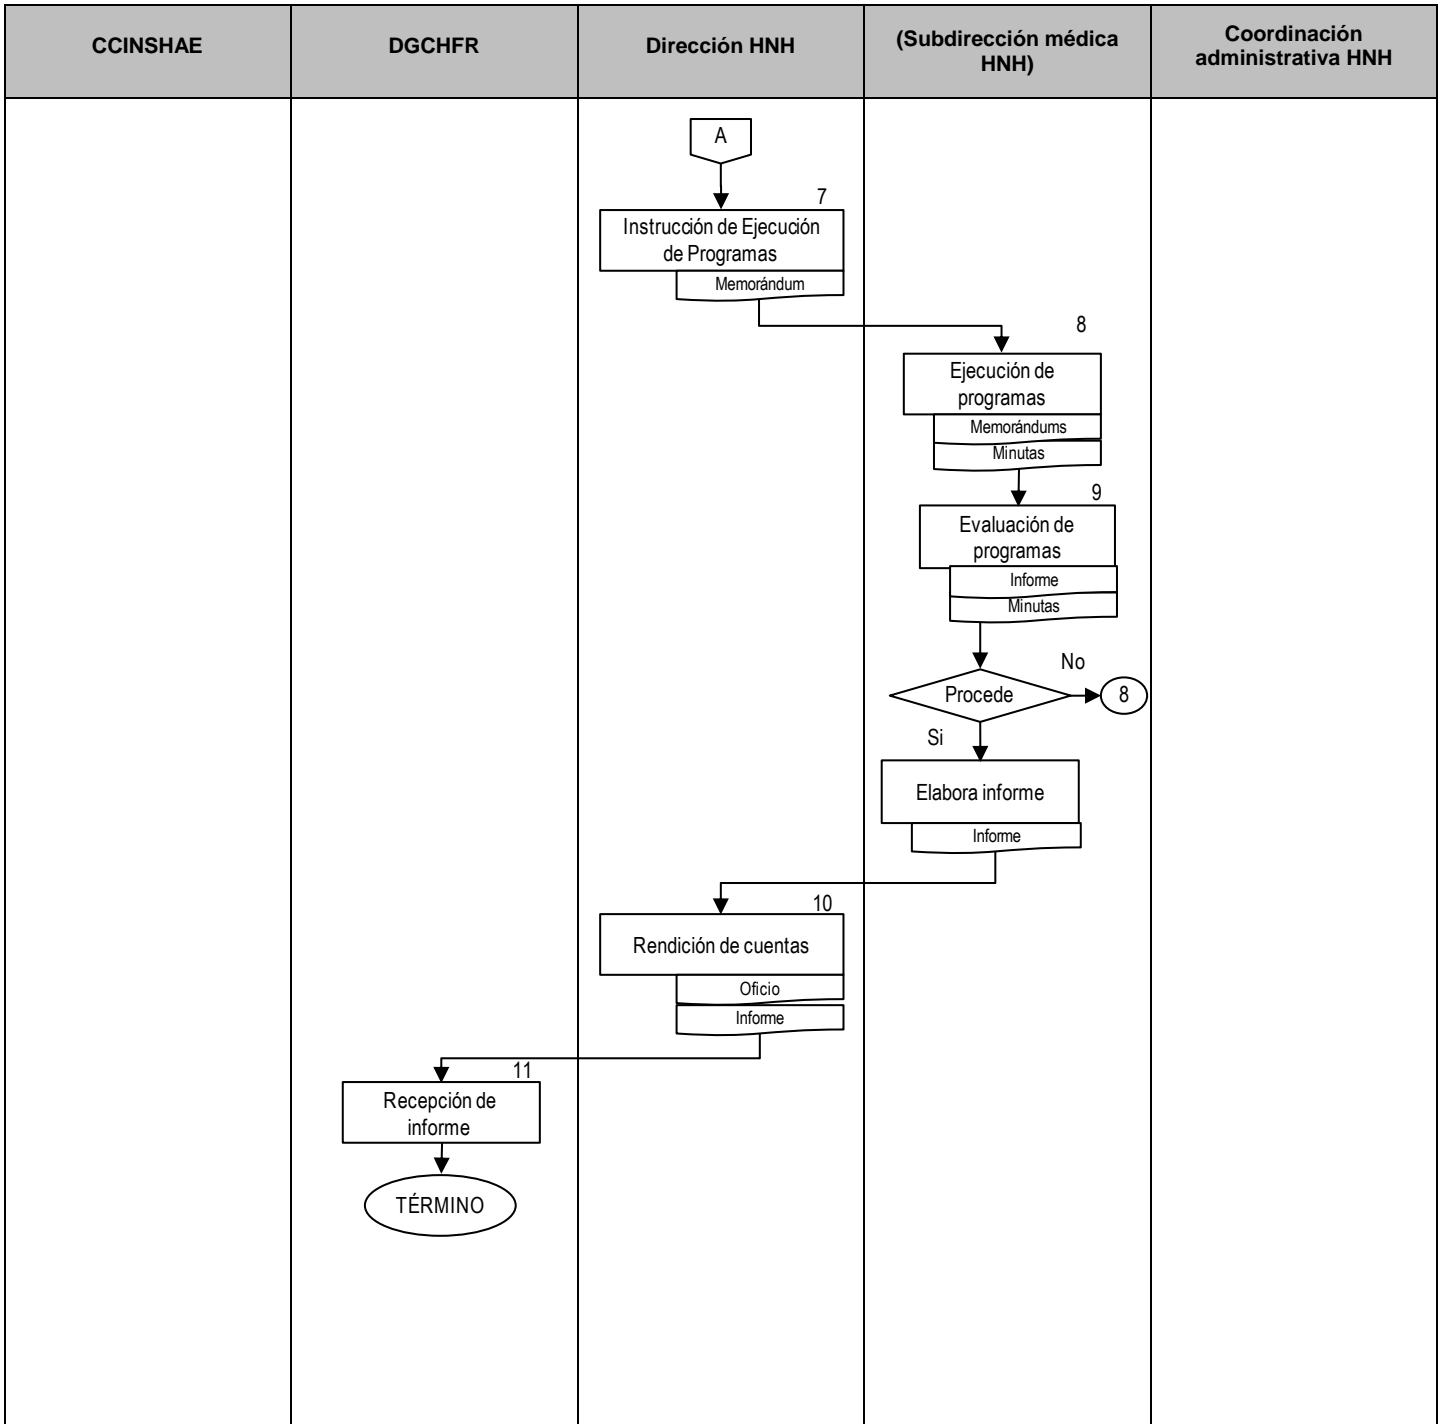 CCINSHAE
DGCHFR
Dirección HNH
(Subdirección médica
HNH)
Coordinación
administrativa HNH
A
7
Instrucción de Ejecución
de Programas
Memorándum
8
Ejecución de
programas
Memorándums
Minutas
9
Evaluación de
programas
Informe
Minutas
No
Procede
8
Si
Elabora informe
Informe
10
Rendición de cuentas
Oficio
Informe
11
Recepción de
informe
TÉRMINO